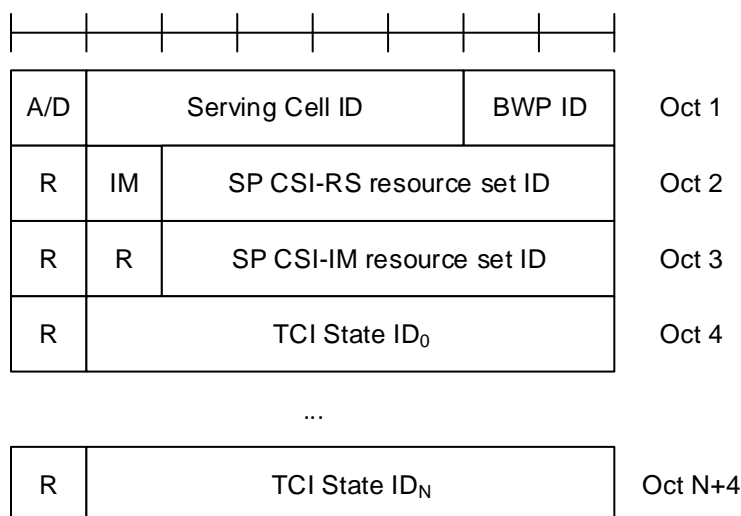 A/D Serving Cell ID BWP ID Oct 1
R IM SP CSI-RS resource set ID Oct 2
R R SP CSI-IM resource set ID Oct 3
R TCI State ID₀ Oct 4
...
R TCI State IDN Oct N+4